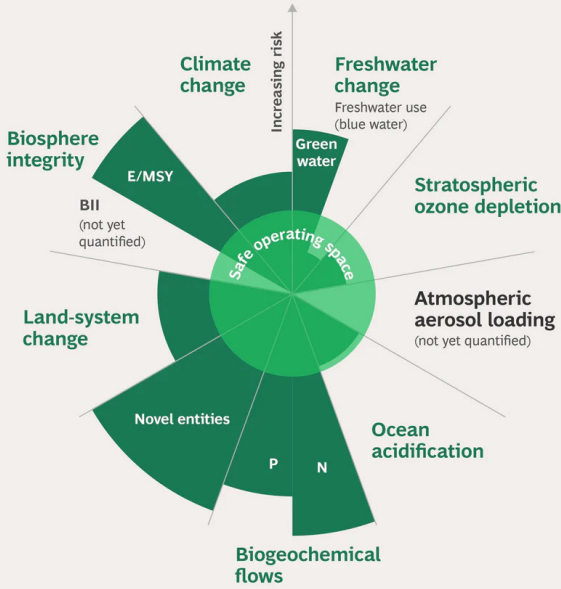 Increasing risk
Climate
change
Freshwater
change
Freshwater use
(blue water)
Green
water
Biosphere
integrity
E/MSY
BII
(not yet
quantified)
Stratospheric
ozone depletion
Safe operating space
Atmospheric
aerosol loading
(not yet quantified)
Land-system
change
Novel entities
Ocean
acidification
P
N
Biogeochemical
flows